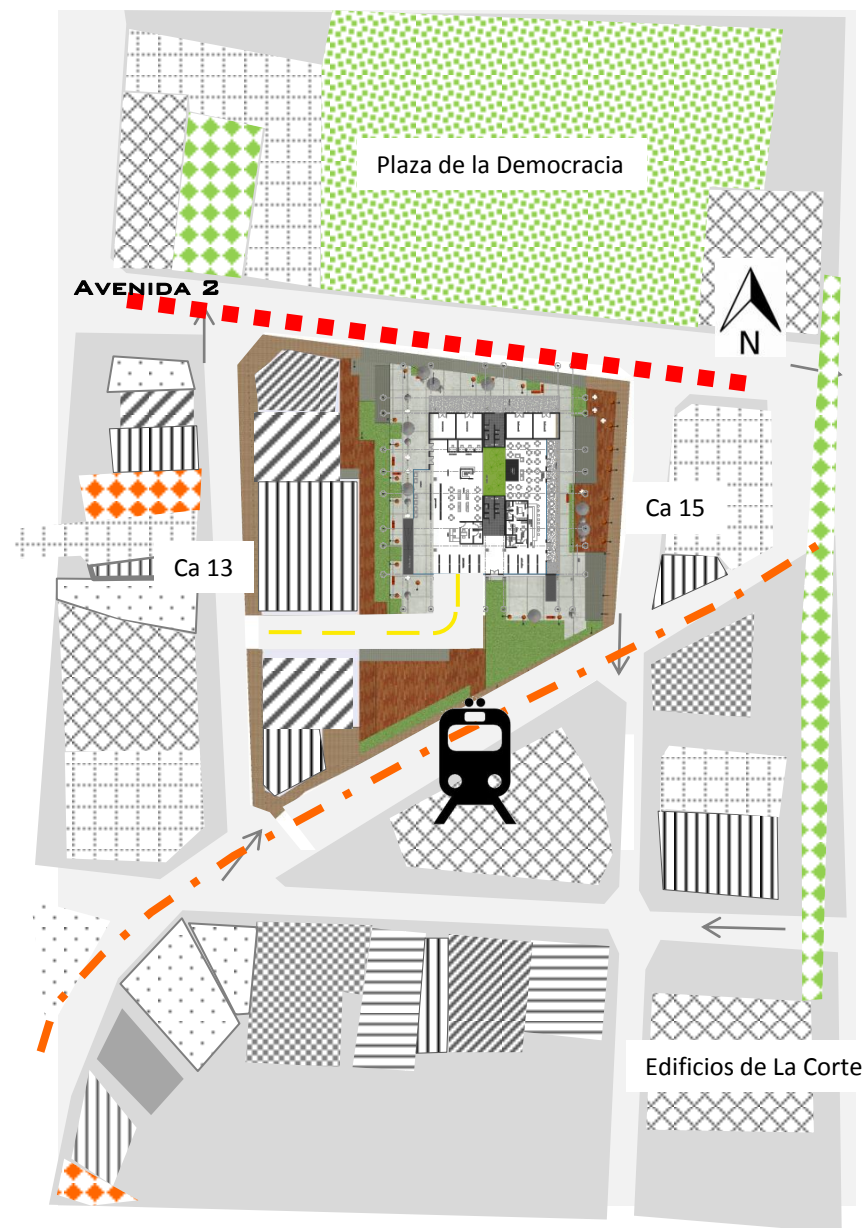 Plaza de la Democracia
AVENIDA 2
N
Ca 15
Ca 13
Edificios de La Corte